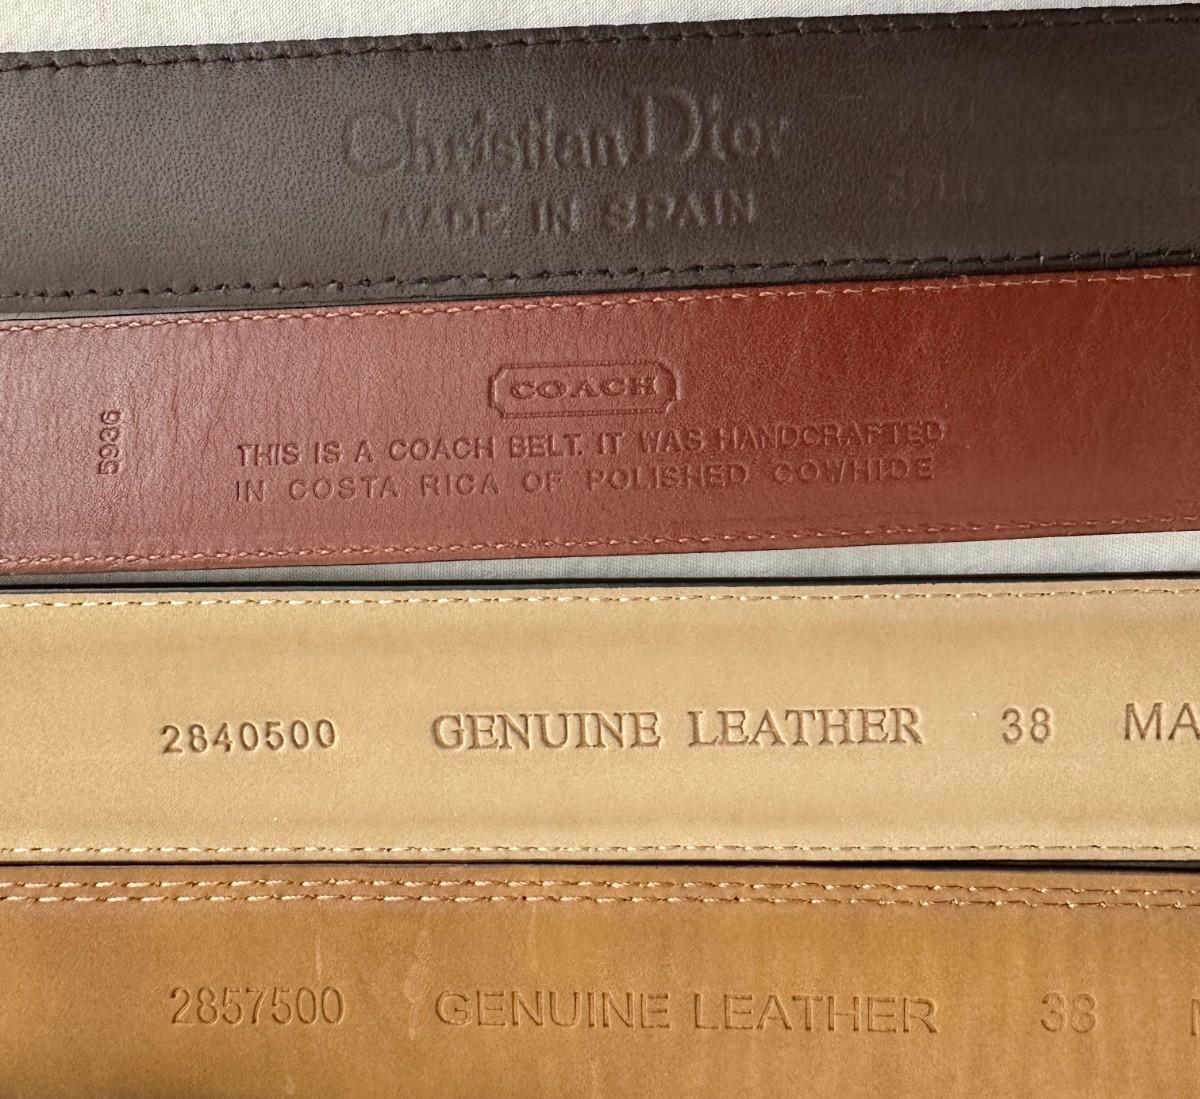 Christian Dior
MADE IN SPAIN
COACH
5936
THIS IS A COACH BELT. IT WAS HANDCRAFTED
IN COSTA RICA OF POLISHED COWHIDE
2840500 GENUINE LEATHER 38 MA
2857500 GENUINE LEATHER 38